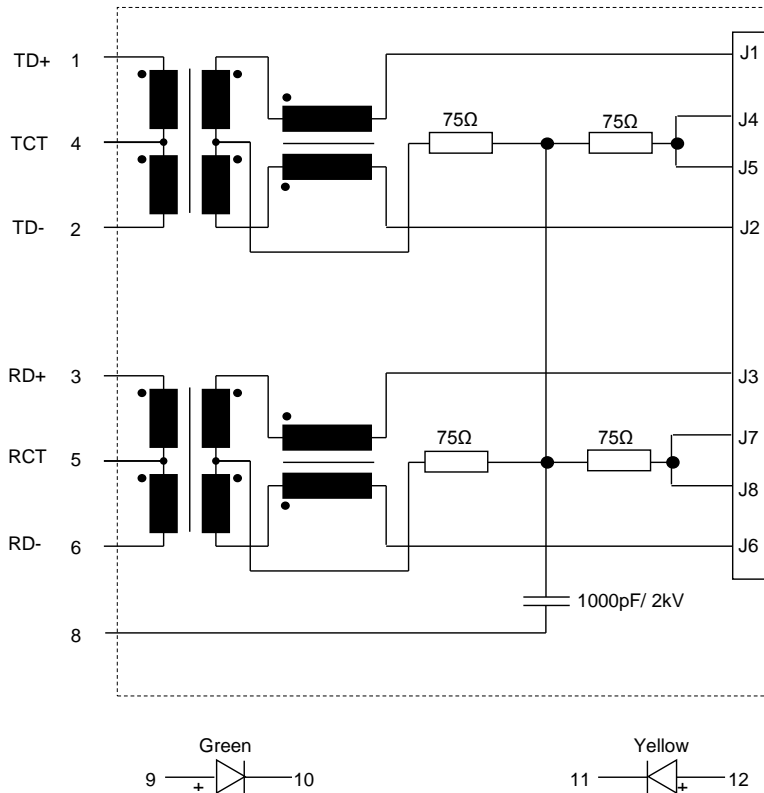 TD+ 1
J1
75Ω 75Ω
J4
TCT 4
J5
TD- 2
J2
RD+ 3
J3
75Ω 75Ω
J7
RCT 5
J8
RD- 6
J6
1000pF/ 2kV
8
Green
9 + 10
Yellow
11 + 12